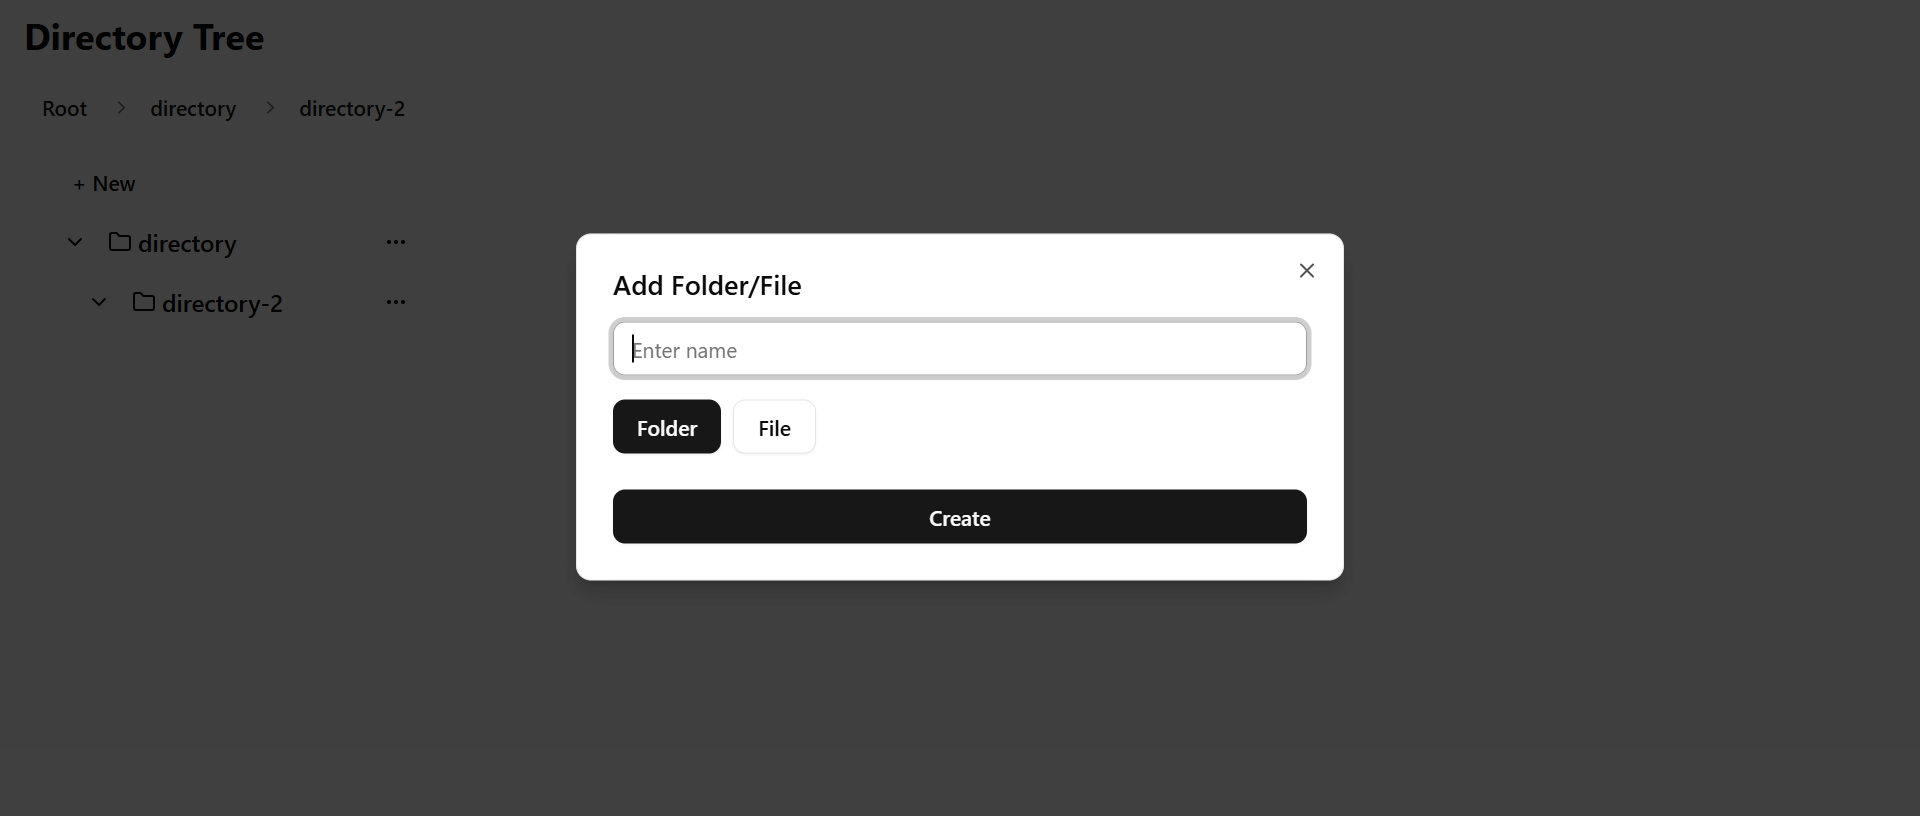 Directory Tree
Root > directory > directory-2
+ New
directory ...
directory-2 ...
Add Folder/File
Enter name
Folder File
Create